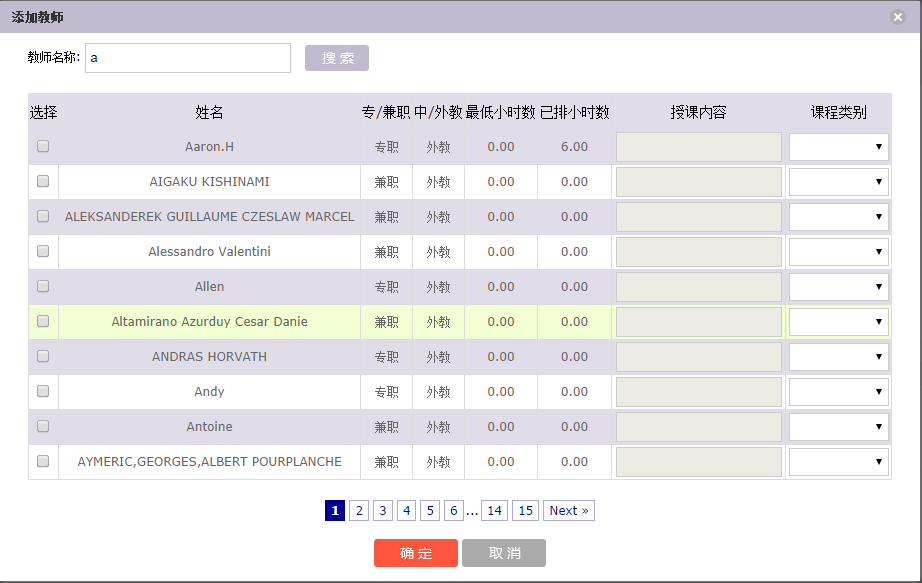 添加教师
教师名称: a 搜 索
选择 姓名 专/兼职 中/外教 最低小时数 已排小时数 授课内容 课程类别
Aaron.H 专职 外教 0.00 6.00
AIGAKU KISHINAMI 兼职 外教 0.00 0.00
ALEKSANDEREK GUILLAUME CZESLAW MARCEL 兼职 外教 0.00 0.00
Alessandro Valentini 兼职 外教 0.00 0.00
Allen 专职 外教 0.00 0.00
Altamirano Azurduy Cesar Danie 兼职 外教 0.00 0.00
ANDRAS HORVATH 专职 外教 0.00 0.00
Andy 专职 外教 0.00 0.00
Antoine 兼职 外教 0.00 0.00
AYMERIC,GEORGES,ALBERT POURPLANCHE 兼职 外教 0.00 0.00
1 2 3 4 5 6 ... 14 15 Next »
确 定 取 消